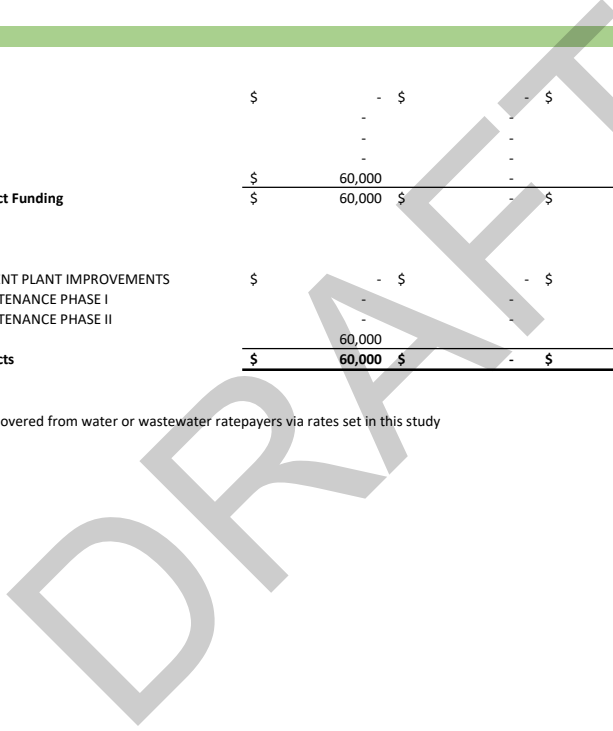 $ - $ - $
- -
- -
- -
$ 60,000 -
ct Funding $ 60,000 $ - $
ENT PLANT IMPROVEMENTS $ - $ - $
TENANCE PHASE I - -
TENANCE PHASE II - -
60,000
cts $ 60,000 $ - $
overed from water or wastewater ratepayers via rates set in this study
DRAFT